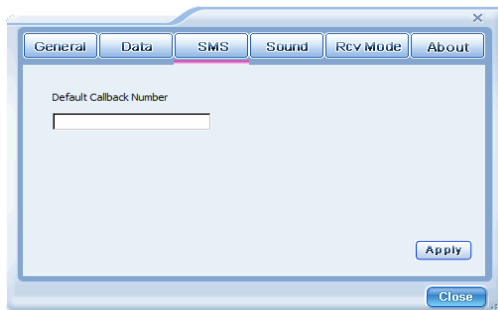 General Data SMS Sound Rcv Mode About
Default Callback Number
Apply
Close